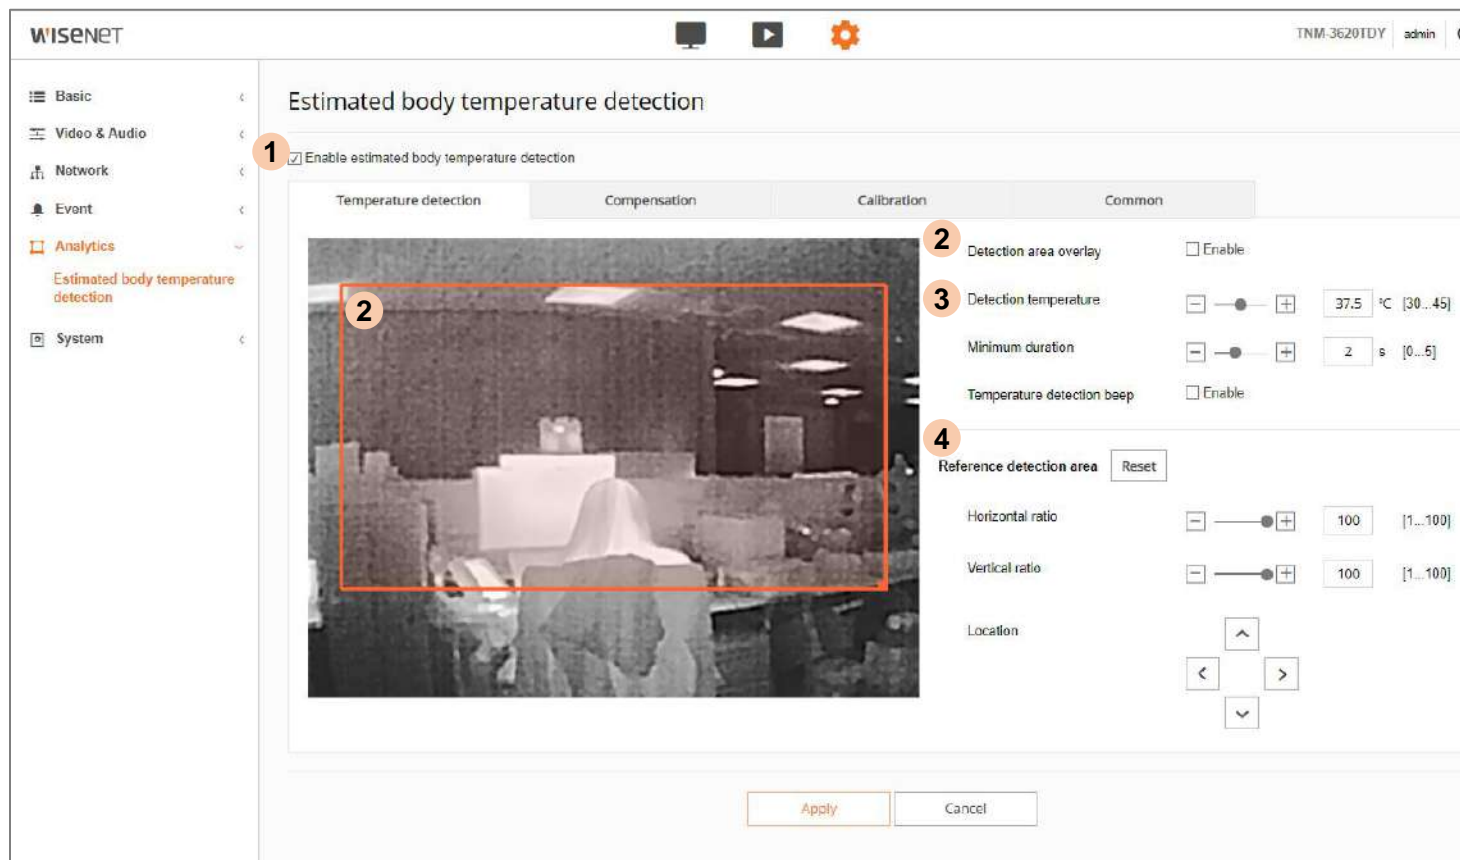 WISENET
TNM-3620TDY admin
Basic
Video & Audio
Network
Event
Analytics
Estimated body temperature
detection
System
Estimated body temperature detection
1
Enable estimated body temperature detection
Temperature detection Compensation Calibration Common
2
2 Detection area overlay Enable
3 Detection temperature 37.5 °C [30...45]
Minimum duration 2 s [0...5]
Temperature detection beep Enable
4
Reference detection area Reset
Horizontal ratio 100 [1...100]
Vertical ratio 100 [1...100]
Location
Apply Cancel